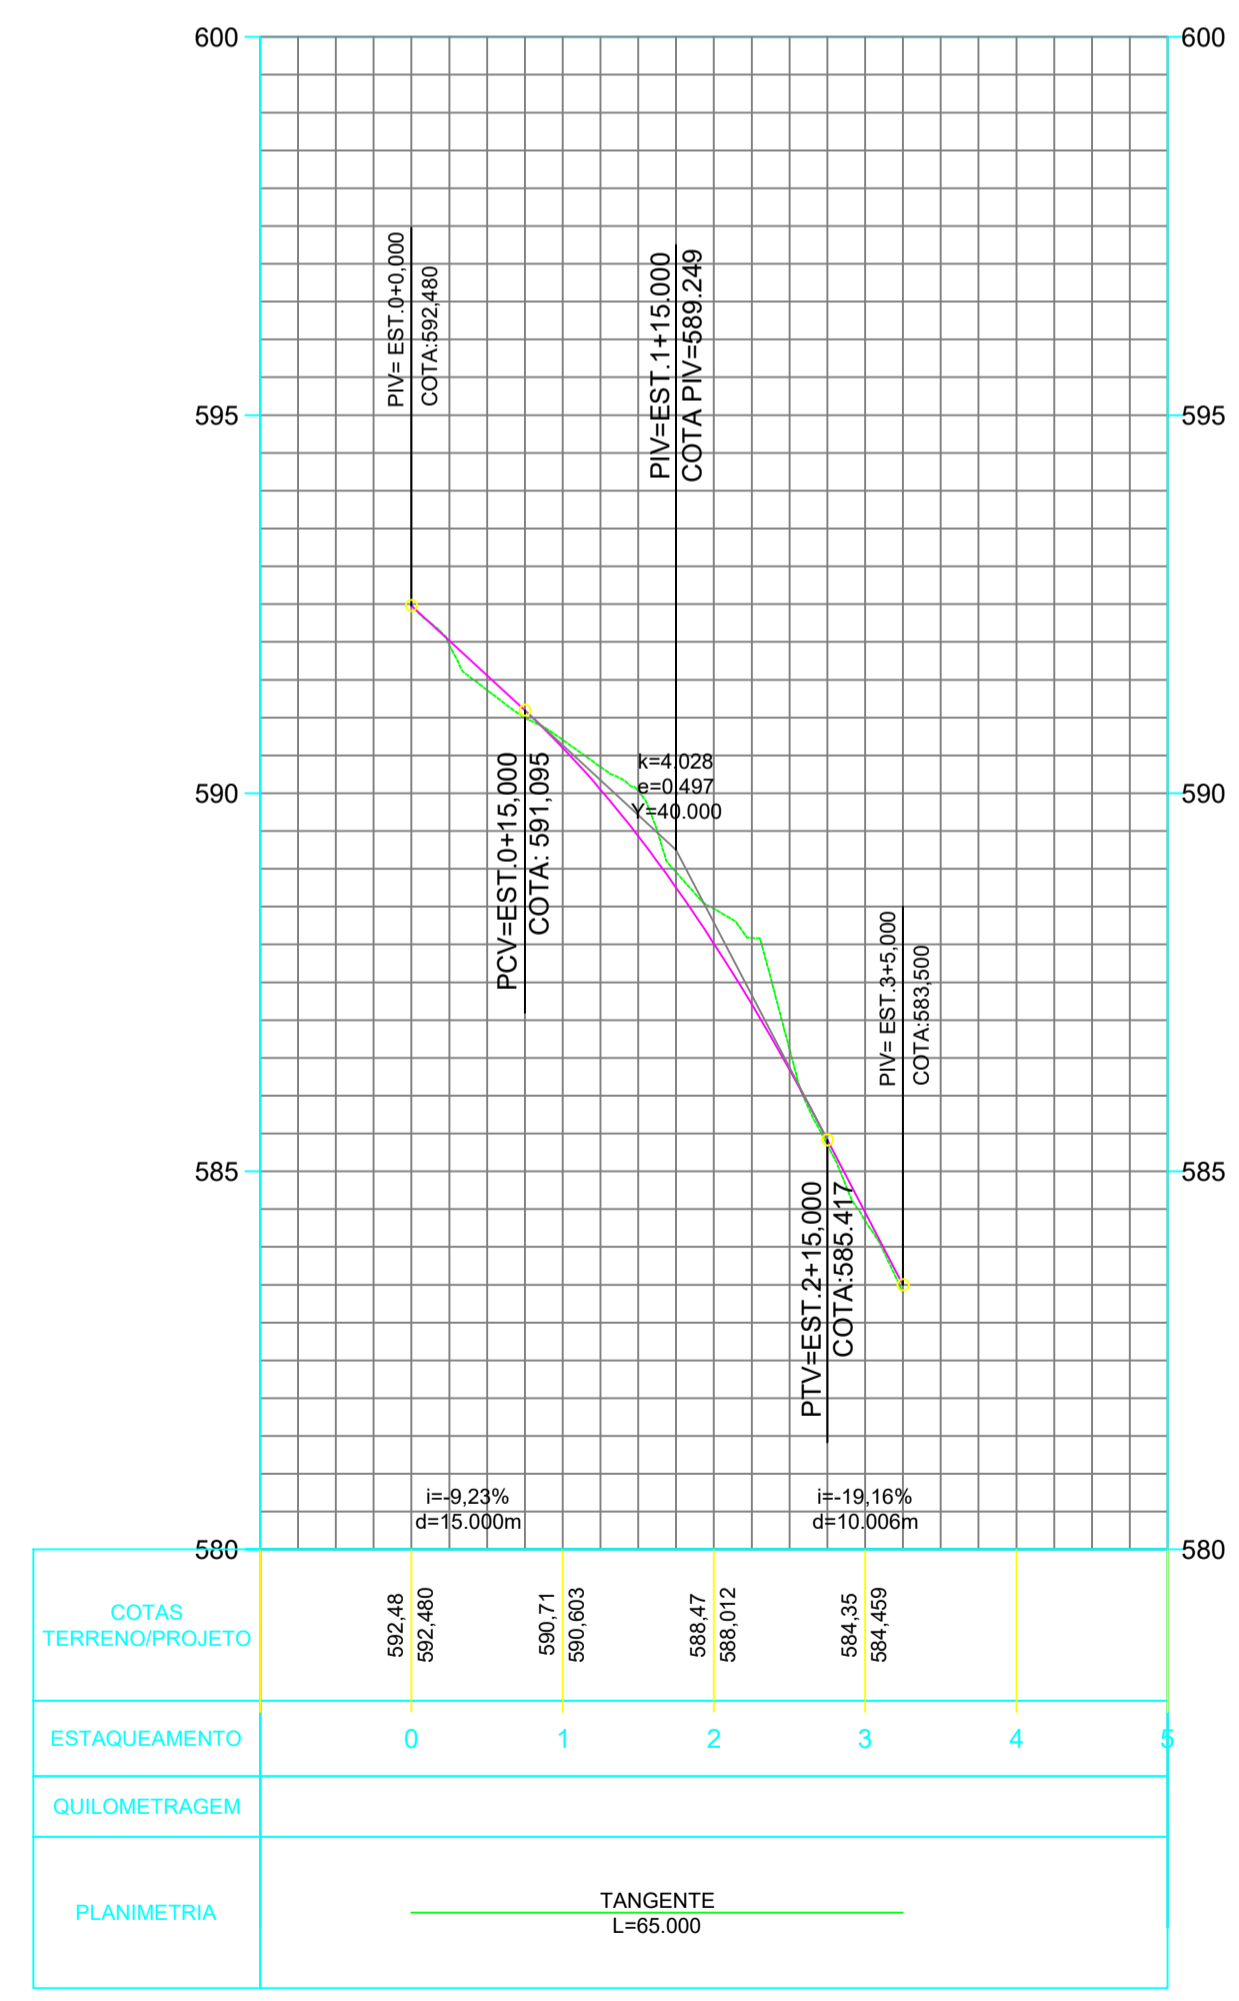 600
600
PIV= EST.0+0,000
COTA:592,480
PIV=EST.1+15.000
COTA PIV=589.249
595
595
k=4.028
e=0.497
Y=40.000
PCV=EST.0+15,000
COTA: 591,095
590
590
PIV= EST.3+5,000
COTA:583,500
585
585
PTV=EST.2+15,000
COTA:585.417
i=-9,23%
d=15.000m
i=-19,16%
d=10.006m
580
580
COTAS
TERRENO/PROJETO
592,48
592,480
590,71
590,603
588,47
588,012
584,35
584,459
ESTAQUEAMENTO
0 1 2 3 4 5
QUILOMETRAGEM
PLANIMETRIA
TANGENTE
L=65.000